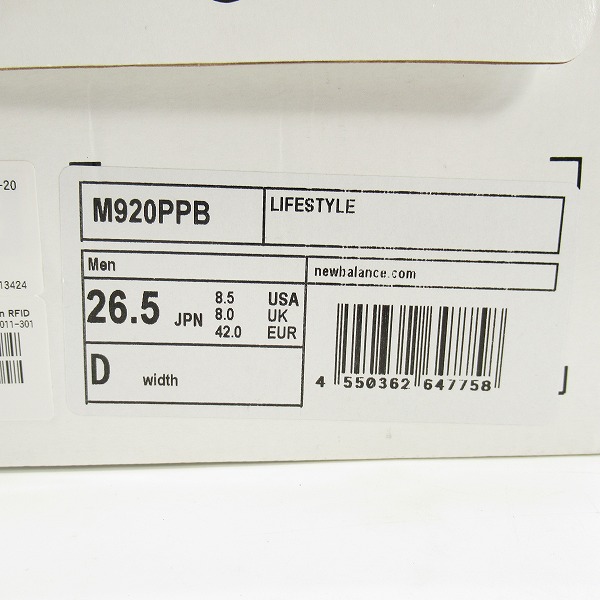 -20
13424
n RFID
011-301
M920PPB
LIFESTYLE
Men
newbalance.com
26.5 JPN
8.5 USA
8.0 UK
42.0 EUR
D width
4 550362 647758